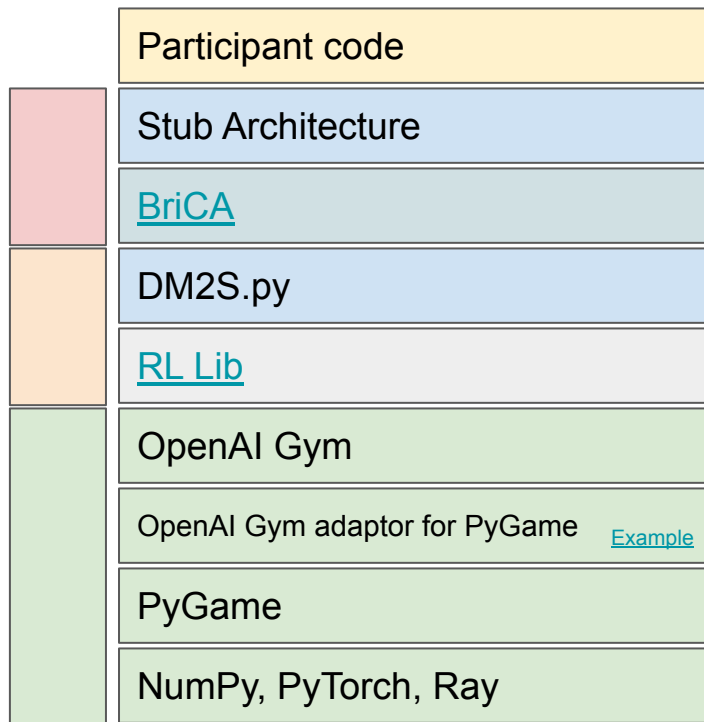 Participant code
Stub Architecture
BriCA
DM2S.py
RL Lib
OpenAI Gym
OpenAI Gym adaptor for PyGame Example
PyGame
NumPy, PyTorch, Ray